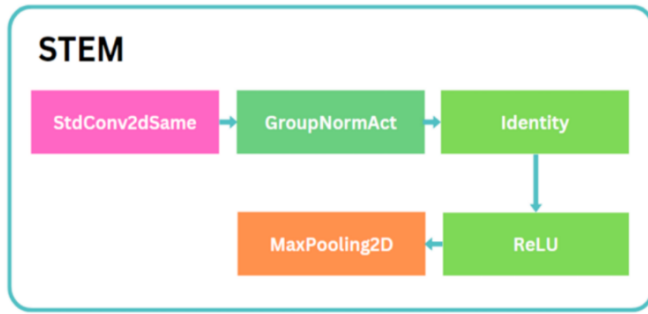 STEM
StdConv2dSame
GroupNormAct
Identity
MaxPooling2D
ReLU